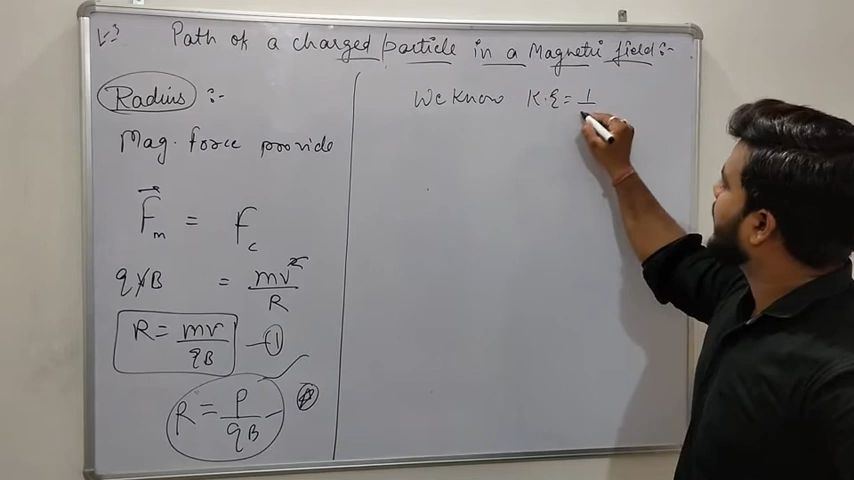 Path of a charged particle in a Magnetic field:-
Radius :-
Mag. force provide
F⃗m = Fc
qvB = mv²/R
R = mv/qB —(1)
R = P/qB
We Know K.E = 1